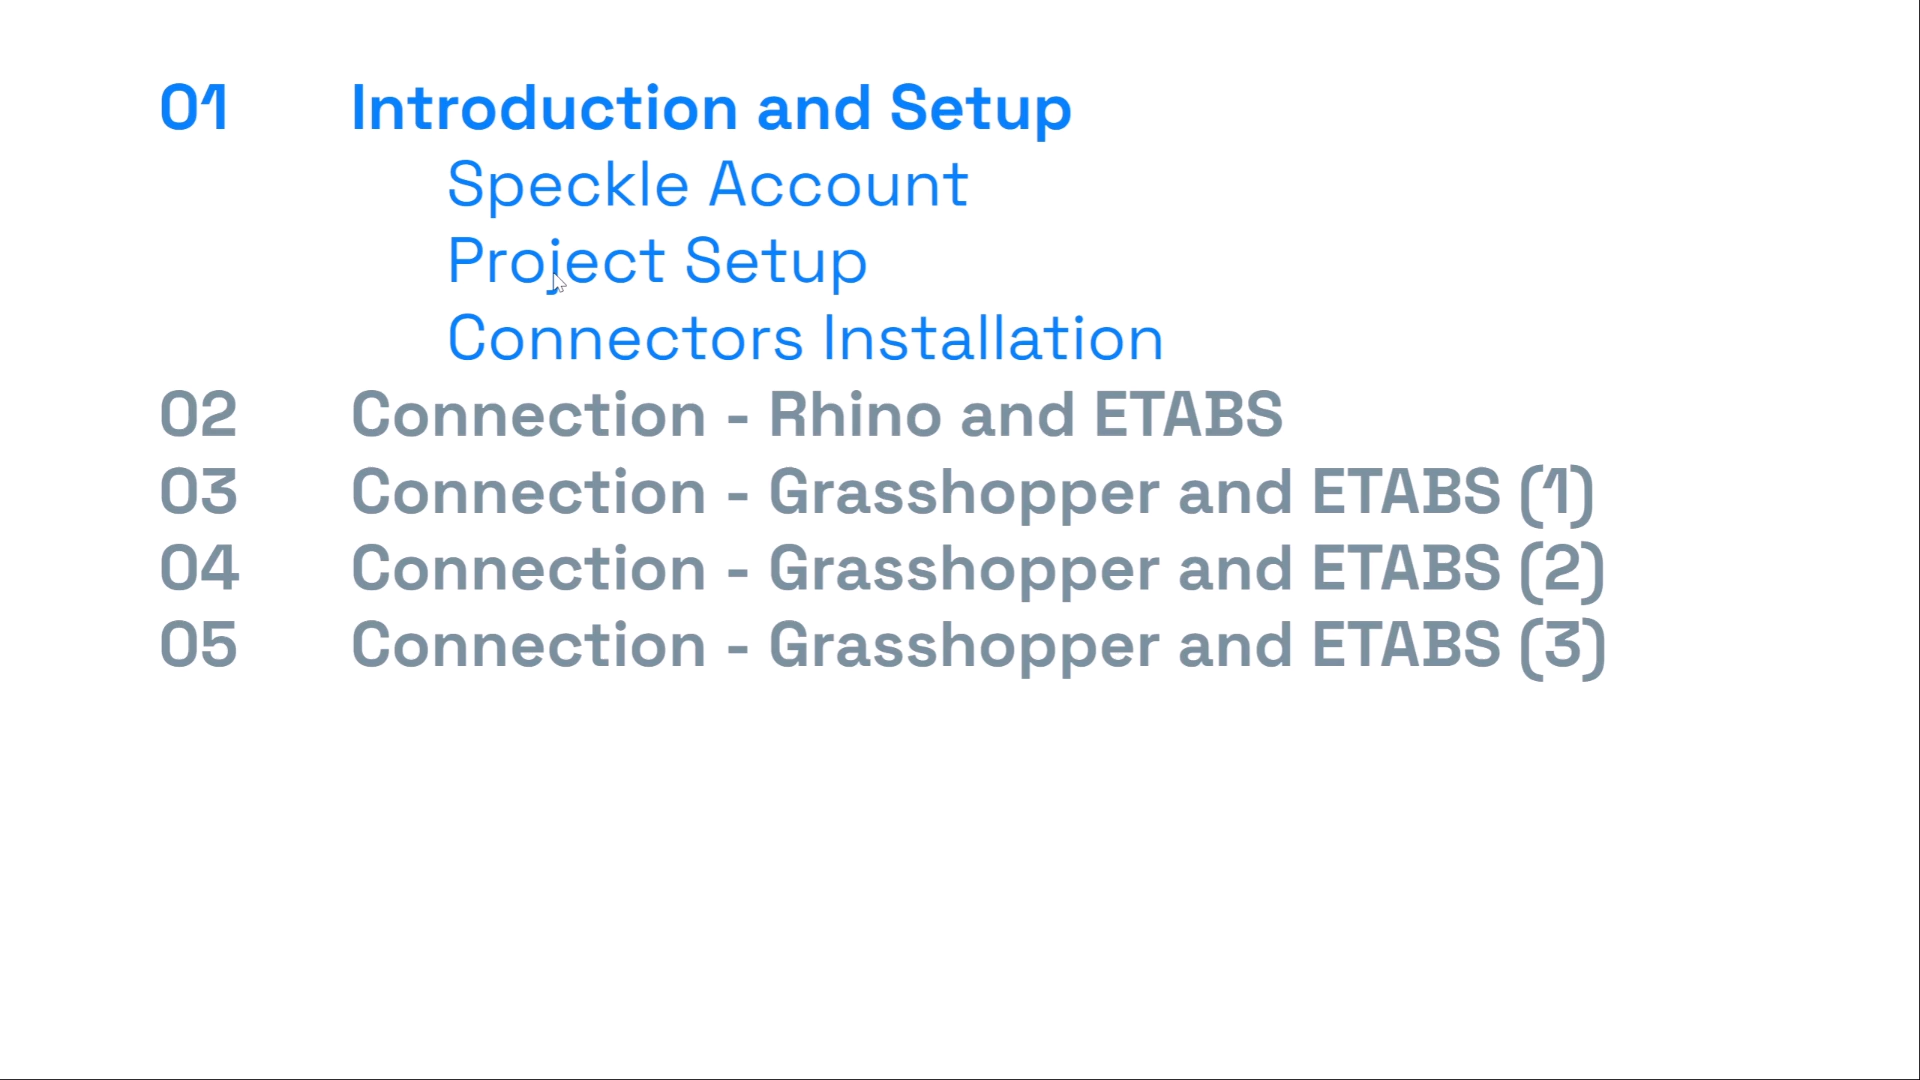 01 Introduction and Setup
Speckle Account
Project Setup
Connectors Installation
02 Connection - Rhino and ETABS
03 Connection - Grasshopper and ETABS (1)
04 Connection - Grasshopper and ETABS (2)
05 Connection - Grasshopper and ETABS (3)